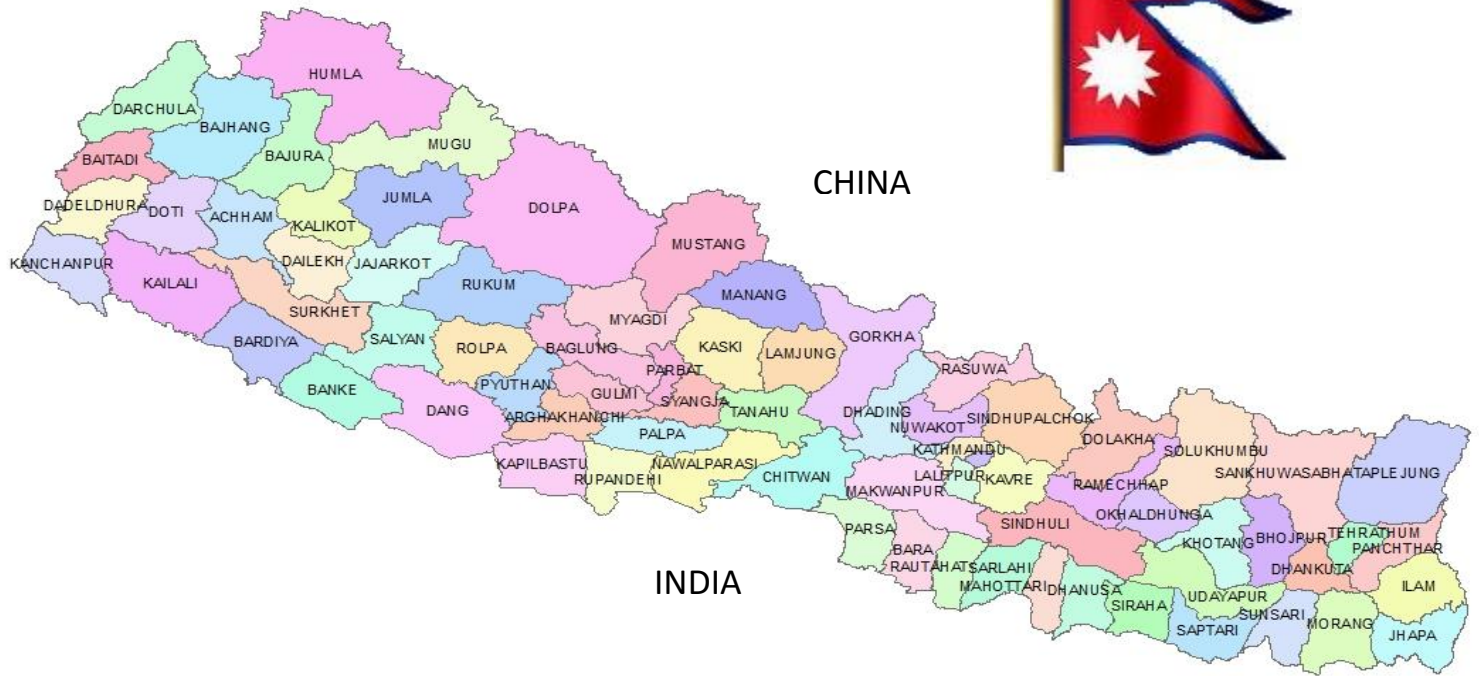 HUMLA
DARCHULA
BAJHANG
MUGU
BAJURA
BAITADI
CHINA
JUMLA
DADELDHURA
DOTI
ACHHAM
DOLPA
KALIKOT
MUSTANG
KANCHANPUR
DAILEKH
JAJARKOT
KAILALI
RUKUM
MANANG
SURKHET
MYAGDI
GORKHA
BARDIYA
SALYAN
ROLPA
BAGLUNG
KASKI
LAMJUNG
PARBAT
RASUWA
PYUTHAN
BANKE
GULMI
SYANGJA
DANG
ARGHAKHANCHI
TANAHU
DHADING
NUWAKOT
SINDHUPALCHOK
PALPA
DOLAKHA
KATHMANDU
SOLUKHUMBU
KAPILBASTU
NAWALPARASI
SANKHUWASABHA
TAPLEJUNG
RUPANDEHI
CHITWAN
LALITPUR
KAVRE
RAMECHHAP
MAKWANPUR
OKHALDHUNGA
PARSA
SINDHULI
TEHRATHUM
BARA
KHOTANG
BHOJPUR
PANCHTHAR
RAUTAHAT
SARLAHI
DHANKUTA
INDIA
MAHOTTARI
DHANUSA
ILAM
UDAYAPUR
SIRAHA
SUNSARI
MORANG
SAPTARI
JHAPA